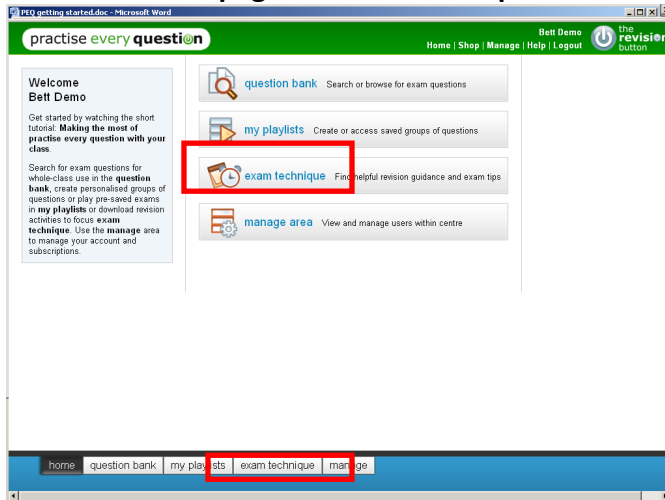 PEQ getting started.doc - Microsoft Word
practise every question
Bett Demo
Home | Shop | Manage | Help | Logout
the
revision
button
Welcome
Bett Demo
Get started by watching the short
tutorial: Making the most of
practise every question with your
class.
Search for exam questions for
whole-class use in the question
bank, create personalised groups of
questions or play pre-saved exams
in my playlists or download revision
activities to focus exam
technique. Use the manage area
to manage your account and
subscriptions.
question bank Search or browse for exam questions
my playlists Create or access saved groups of questions
exam technique Find helpful revision guidance and exam tips
manage area View and manage users within centre
home question bank my playlists exam technique manage